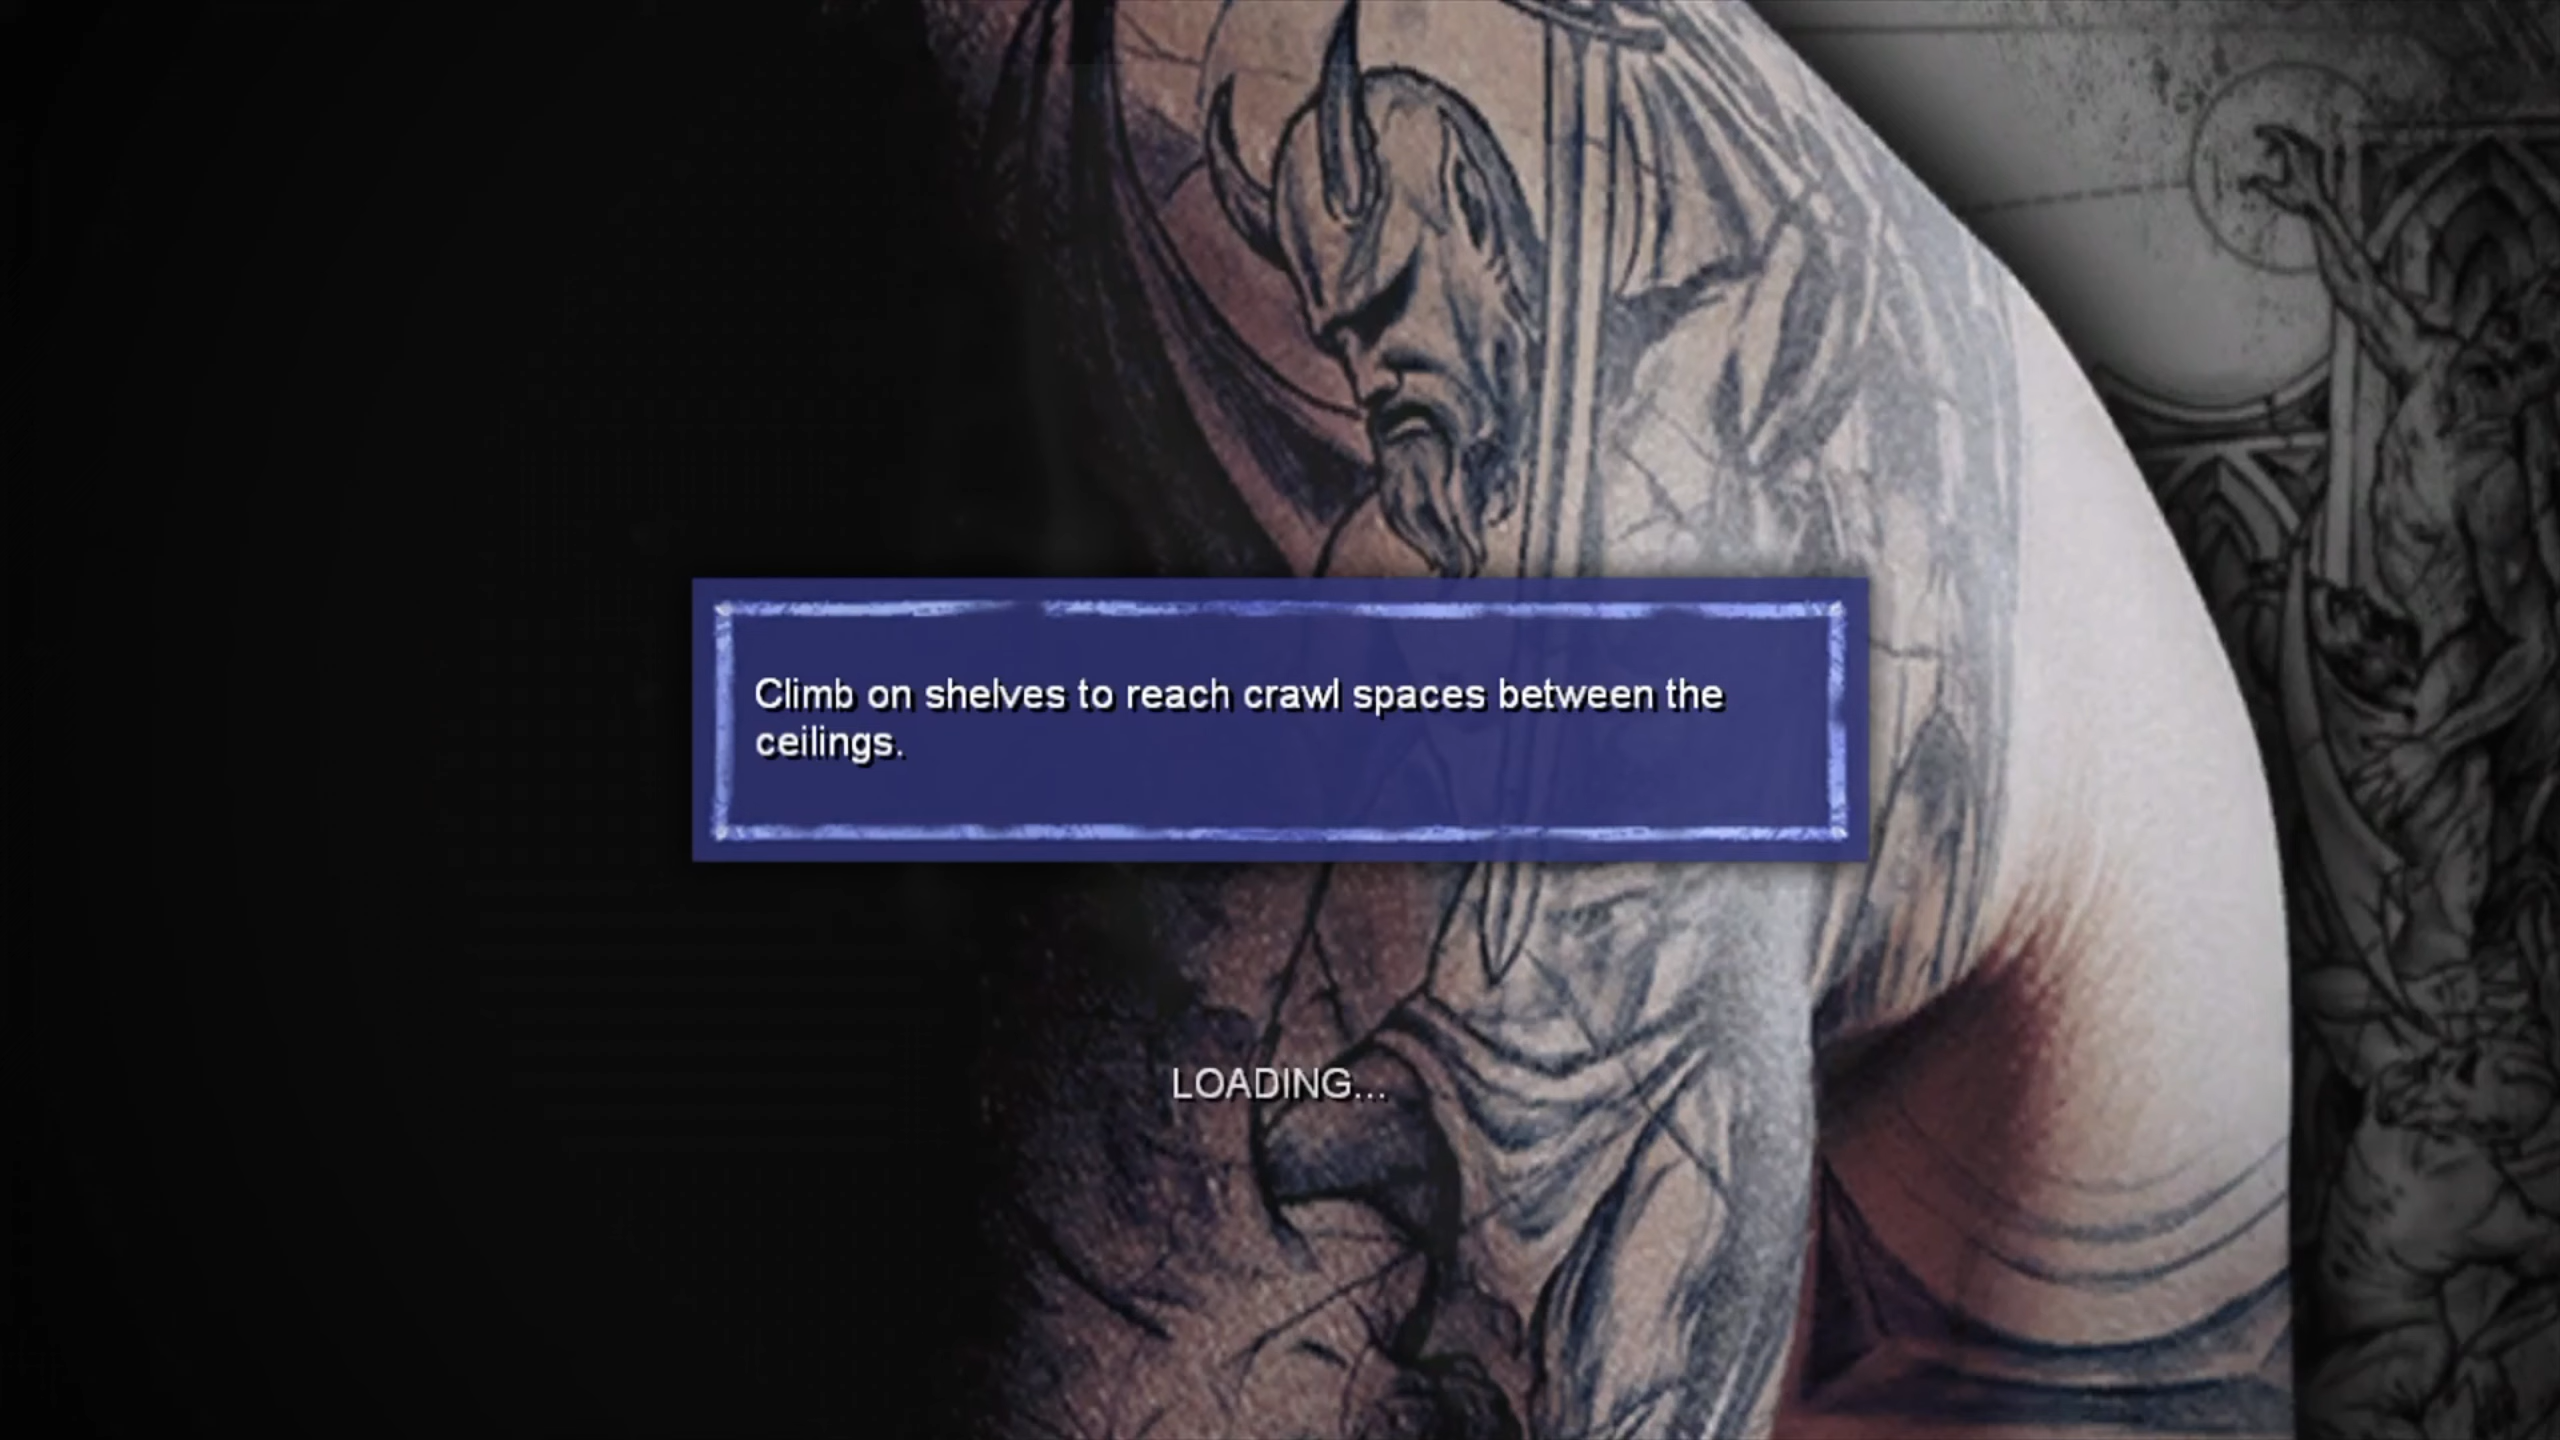 Climb on shelves to reach crawl spaces between the
ceilings.
LOADING...